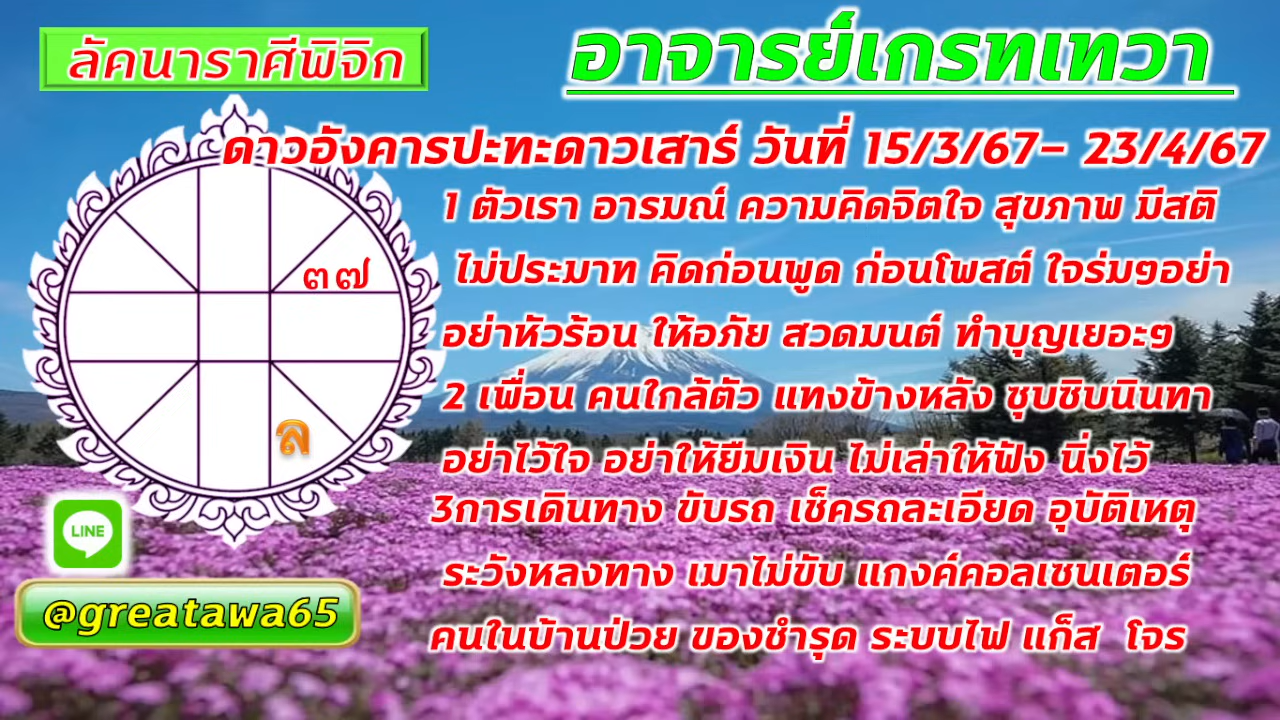 ลัคนาราศีพิจิก
อาจารย์เกรทเทวา
ดาวอังคารปะทะดาวเสาร์ วันที่ 15/3/67- 23/4/67
1 ตัวเรา อารมณ์ ความคิดจิตใจ สุขภาพ มีสติ
ไม่ประมาท คิดก่อนพูด ก่อนโพสต์ ใจร่มๆอย่า
๓๗
อย่าหัวร้อน ให้อภัย สวดมนต์ ทำบุญเยอะๆ
2 เพื่อน คนใกล้ตัว แทงข้างหลัง ซุบซิบนินทา
ล
อย่าไว้ใจ อย่าให้ยืมเงิน ไม่เล่าให้ฟัง นิ่งไว้
3การเดินทาง ขับรถ เช็ครถละเอียด อุบัติเหตุ
LINE
ระวังหลงทาง เมาไม่ขับ แกงค์คอลเซนเตอร์
@greatawa65
คนในบ้านป่วย ของชำรุด ระบบไฟ แก็ส โจร